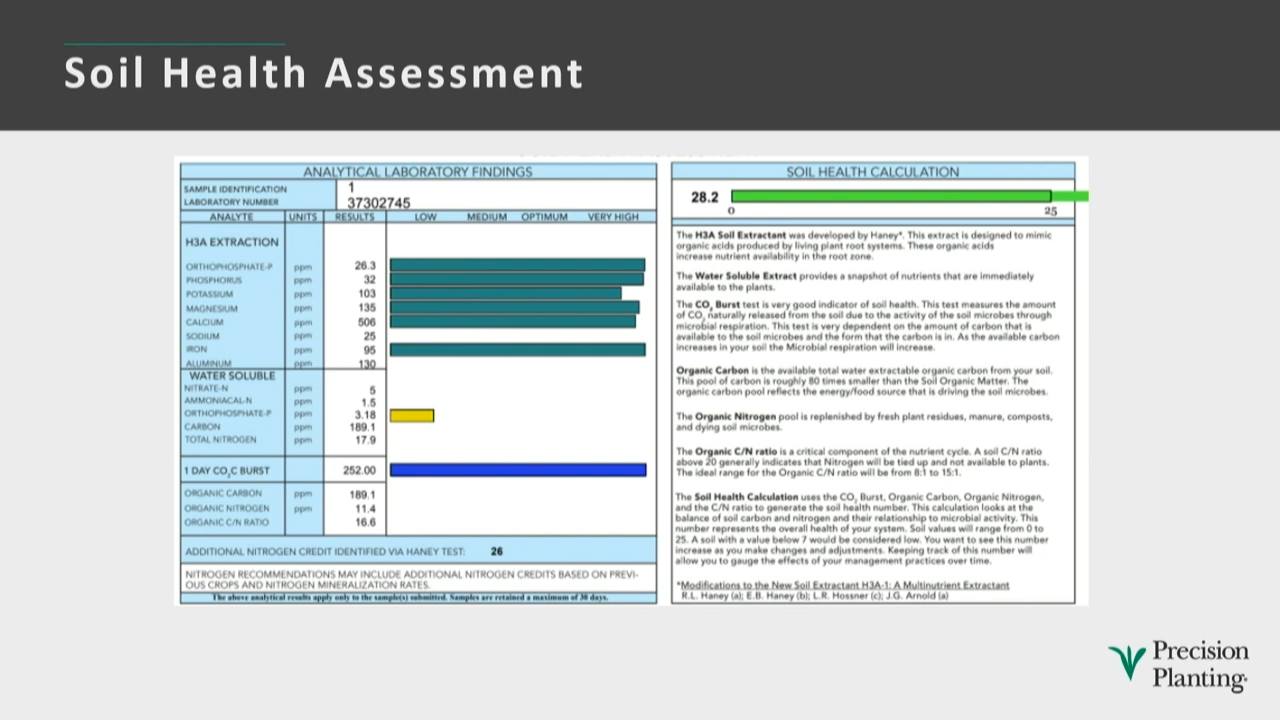 Soil Health Assessment
ANALYTICAL LABORATORY FINDINGS
SAMPLE IDENTIFICATION 1
LABORATORY NUMBER 37302745
ANALYTE UNITS RESULTS LOW MEDIUM OPTIMUM VERY HIGH
H3A EXTRACTION
ORTHOPHOSPHATE-P ppm 26.3
PHOSPHORUS ppm 32
POTASSIUM ppm 103
MAGNESIUM ppm 135
CALCIUM ppm 506
SODIUM ppm 25
IRON ppm 95
ALUMINUM ppm 130
WATER SOLUBLE
NITRATE-N ppm 5
AMMONIACAL-N ppm 1.5
ORTHOPHOSPHATE-P ppm 3.18
CARBON ppm 189.1
TOTAL NITROGEN ppm 17.9
1 DAY CO₂C BURST 252.00
ORGANIC CARBON ppm 189.1
ORGANIC NITROGEN ppm 11.4
ORGANIC C/N RATIO 16.6
ADDITIONAL NITROGEN CREDIT IDENTIFIED VIA HANEY TEST: 26
NITROGEN RECOMMENDATIONS MAY INCLUDE ADDITIONAL NITROGEN CREDITS BASED ON PREVI-
OUS CROPS AND NITROGEN MINERALIZATION RATES.
The above analytical results apply only to the sample(s) submitted. Samples are retained a maximum of 30 days.
SOIL HEALTH CALCULATION
28.2
0 25
The H3A Soil Extractant was developed by Haney*. This extract is designed to mimic
organic acids produced by living plant root systems. These organic acids
increase nutrient availability in the root zone.
The Water Soluble Extract provides a snapshot of nutrients that are immediately
available to the plants.
The CO₂ Burst test is very good indicator of soil health. This test measures the amount
of CO₂ naturally released from the soil due to the activity of the soil microbes through
microbial respiration. This test is very dependent on the amount of carbon that is
available to the soil microbes and the form that the carbon is in. As the available carbon
increases in your soil the Microbial respiration will increase.
Organic Carbon is the available total water extractable organic carbon from your soil.
This pool of carbon is roughly 80 times smaller than the Soil Organic Matter. The
organic carbon pool reflects the energy/food source that is driving the soil microbes.
The Organic Nitrogen pool is replenished by fresh plant residues, manure, composts,
and dying soil microbes.
The Organic C/N ratio is a critical component of the nutrient cycle. A soil C/N ratio
above 20 generally indicates that Nitrogen will be tied up and not available to plants.
The ideal range for the Organic C/N ratio will be from 8:1 to 15:1.
The Soil Health Calculation uses the CO₂ Burst, Organic Carbon, Organic Nitrogen,
and the C/N ratio to generate the soil health number. This calculation looks at the
balance of soil carbon and nitrogen and their relationship to microbial activity. This
number represents the overall health of your system. Soil values will range from 0 to
25. A soil with a value below 7 would be considered low. You want to see this number
increase as you make changes and adjustments. Keeping track of this number will
allow you to gauge the effects of your management practices over time.
*Modifications to the New Soil Extractant H3A-1: A Multinutrient Extractant
R.L. Haney (a); E.B. Haney (b); L.R. Hossner (c); J.G. Arnold (a)
Precision
Planting